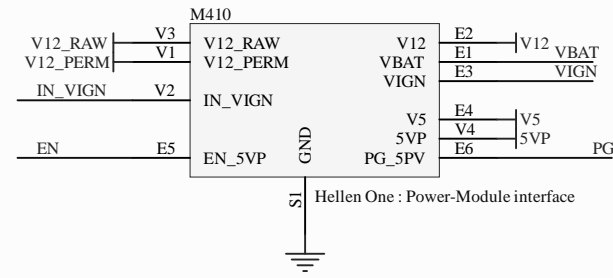 M410
V12_RAW V3 V12_RAW V12 E2 V12
V12_PERM V1 V12_PERM VBAT E1 VBAT
VIGN E3 VIGN
IN_VIGN V2 IN_VIGN
V5 E4 V5
5VP V4 5VP
EN E5 EN_5VP GND PG_5PV E6 PG
S1 Hellen One : Power-Module interface